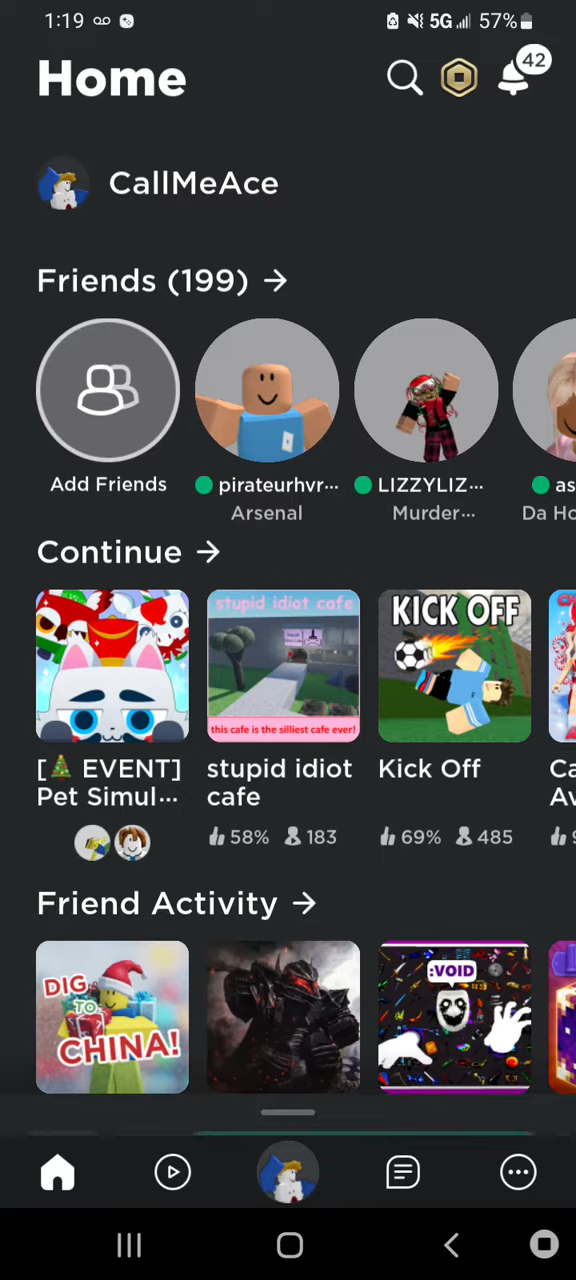 1:19
5G 57%
Home
42
CallMeAce
Friends (199) →
Add Friends
pirateurhvr...
LIZZYLIZ...
as
Arsenal
Murder...
Da Ho
Continue →
stupid idiot cafe
this cafe is the silliest cafe ever!
KICK OFF
[🎄 EVENT]
Pet Simul...
stupid idiot
cafe
Kick Off
Ca
Av
58% 183
69% 485
9
Friend Activity →
DIG
TO
CHINA!
:VOID